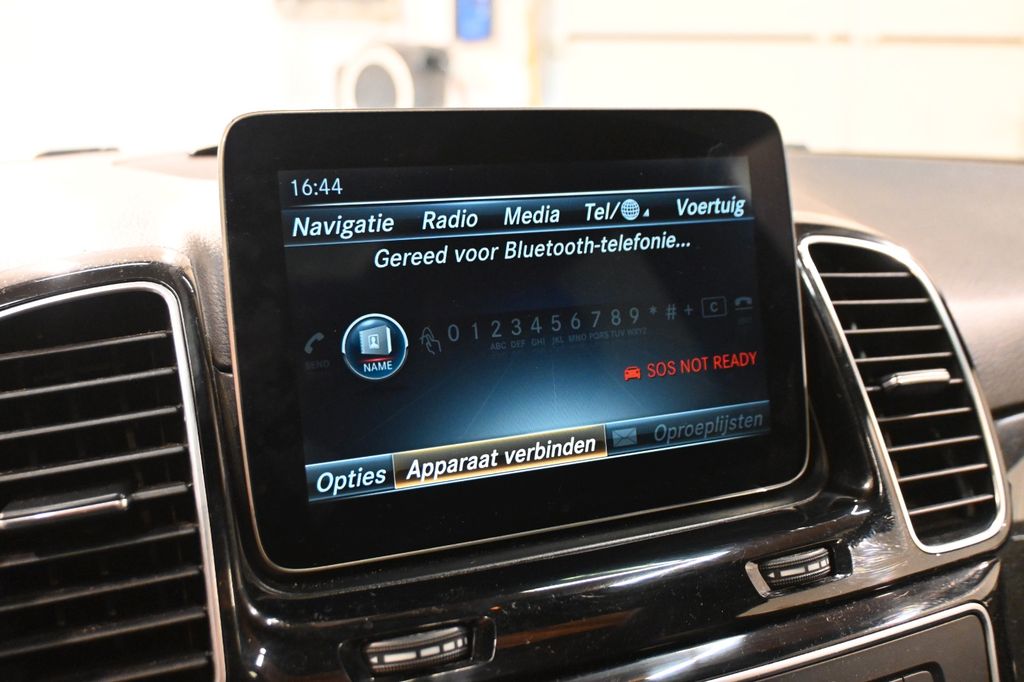 16:44
Navigatie Radio Media Tel/ Voertuig
Gereed voor Bluetooth-telefonie...
SEND NAME 0 1 2 3 4 5 6 7 8 9 * # + C
ABC DEF GHI JKL MNO PQRS TUV WXYZ
SOS NOT READY
Opties Apparaat verbinden Oproeplijsten